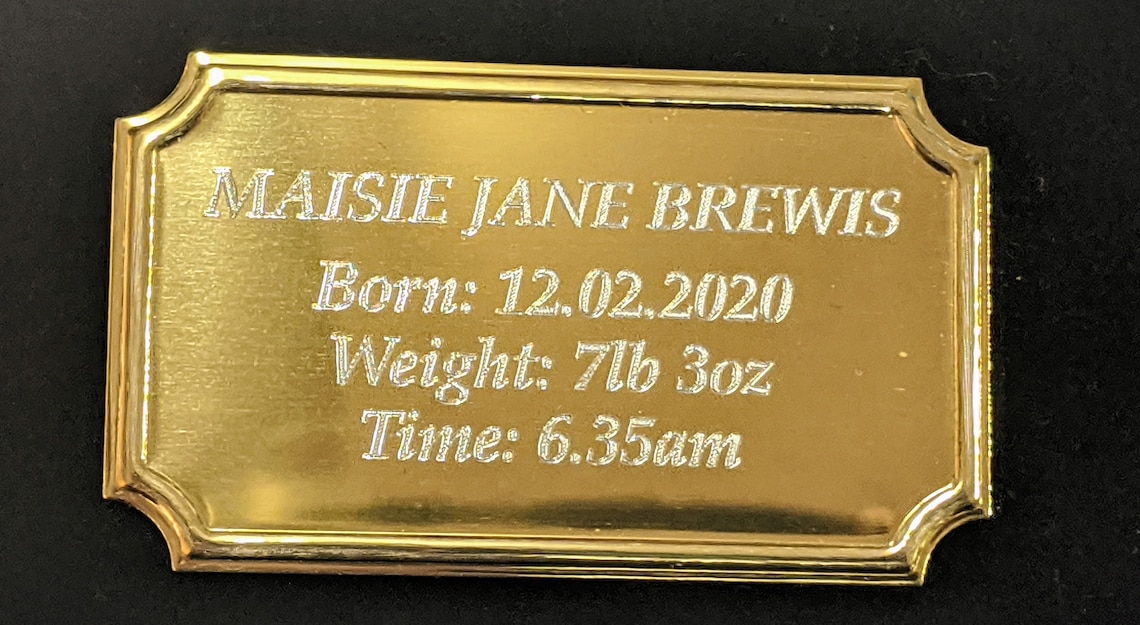 MAISIE JANE BREWIS
Born: 12.02.2020
Weight: 7lb 3oz
Time: 6.35am